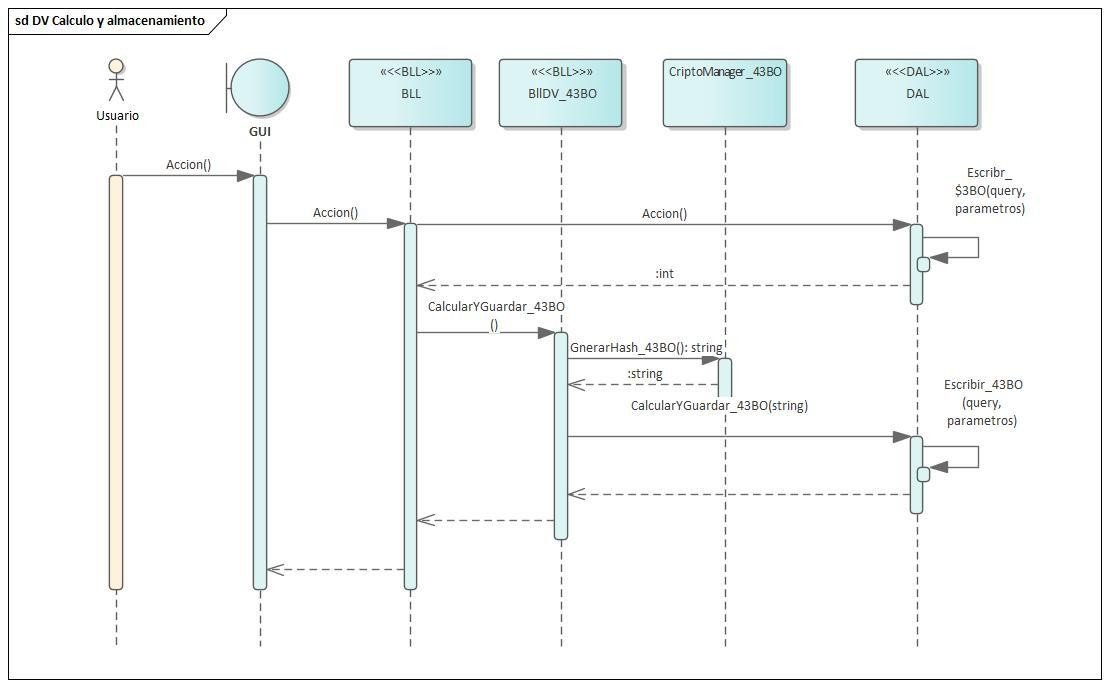 sd DV Calculo y almacenamiento
Usuario
GUI
«<<BLL>>»
BLL
«<<BLL>>»
BllDV_43BO
CriptoManager_43BO
«<<DAL>>»
DAL
Accion()
Accion()
Accion()
Escribr_
$3BO(query,
parametros)
:int
CalcularYGuardar_43BO
()
GnerarHash_43BO(): string
:string
CalcularYGuardar_43BO(string)
Escribir_43BO
(query,
parametros)